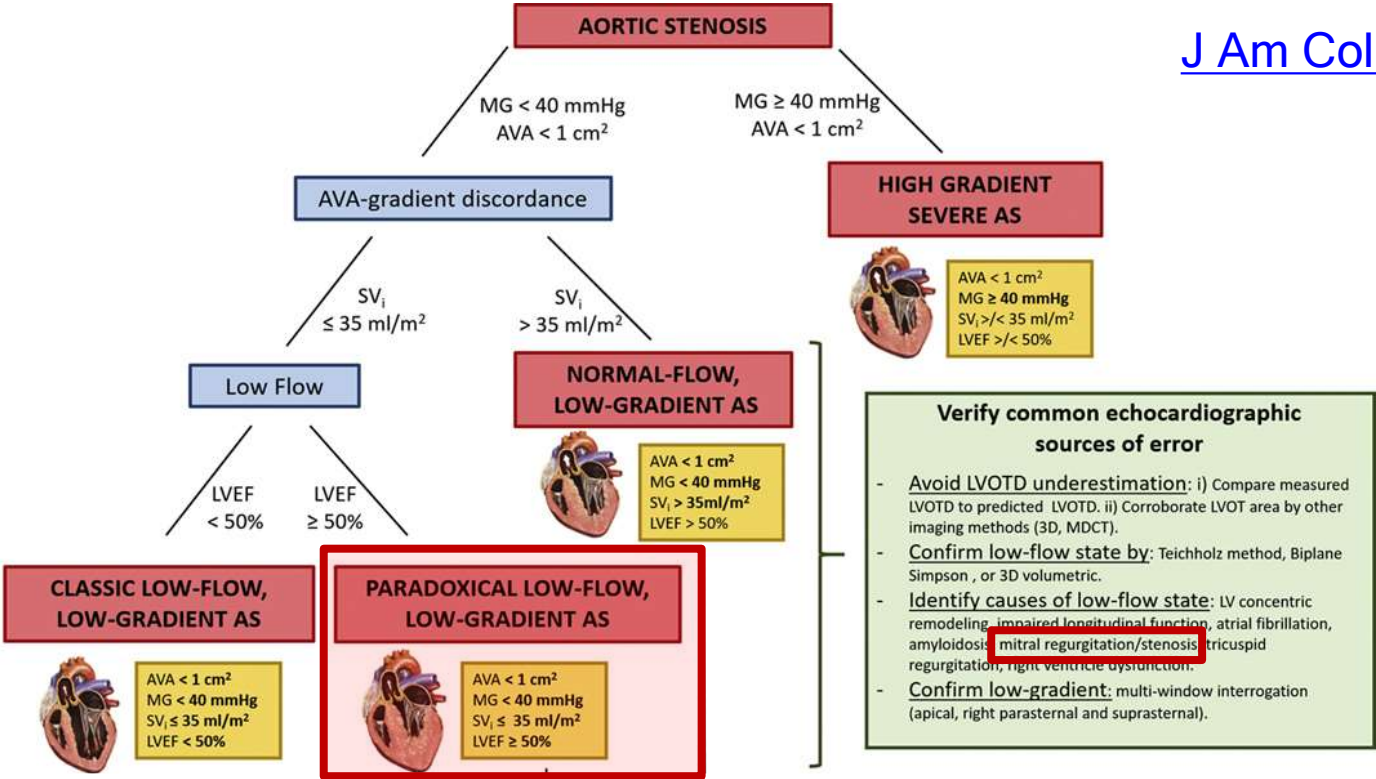 AORTIC STENOSIS
J Am Col
MG < 40 mmHg
AVA < 1 cm²
MG ≥ 40 mmHg
AVA < 1 cm²
AVA-gradient discordance
HIGH GRADIENT
SEVERE AS
AVA < 1 cm²
MG ≥ 40 mmHg
SVi >/< 35 ml/m²
LVEF >/< 50%
SVi
≤ 35 ml/m²
SVi
> 35 ml/m²
Low Flow
NORMAL-FLOW,
LOW-GRADIENT AS
AVA < 1 cm²
MG < 40 mmHg
SVi > 35ml/m²
LVEF > 50%
LVEF
< 50%
LVEF
≥ 50%
CLASSIC LOW-FLOW,
LOW-GRADIENT AS
AVA < 1 cm²
MG < 40 mmHg
SVi ≤ 35 ml/m²
LVEF < 50%
PARADOXICAL LOW-FLOW,
LOW-GRADIENT AS
AVA < 1 cm²
MG < 40 mmHg
SVi ≤ 35 ml/m²
LVEF ≥ 50%
Verify common echocardiographic
sources of error
- Avoid LVOTD underestimation: i) Compare measured
LVOTD to predicted LVOTD. ii) Corroborate LVOT area by other
imaging methods (3D, MDCT).
- Confirm low-flow state by: Teichholz method, Biplane
Simpson , or 3D volumetric.
- Identify causes of low-flow state: LV concentric
remodeling, impaired longitudinal function, atrial fibrillation,
amyloidosis, mitral regurgitation/stenosis, tricuspid
regurgitation, right ventricle dysfunction.
- Confirm low-gradient: multi-window interrogation
(apical, right parasternal and suprasternal).